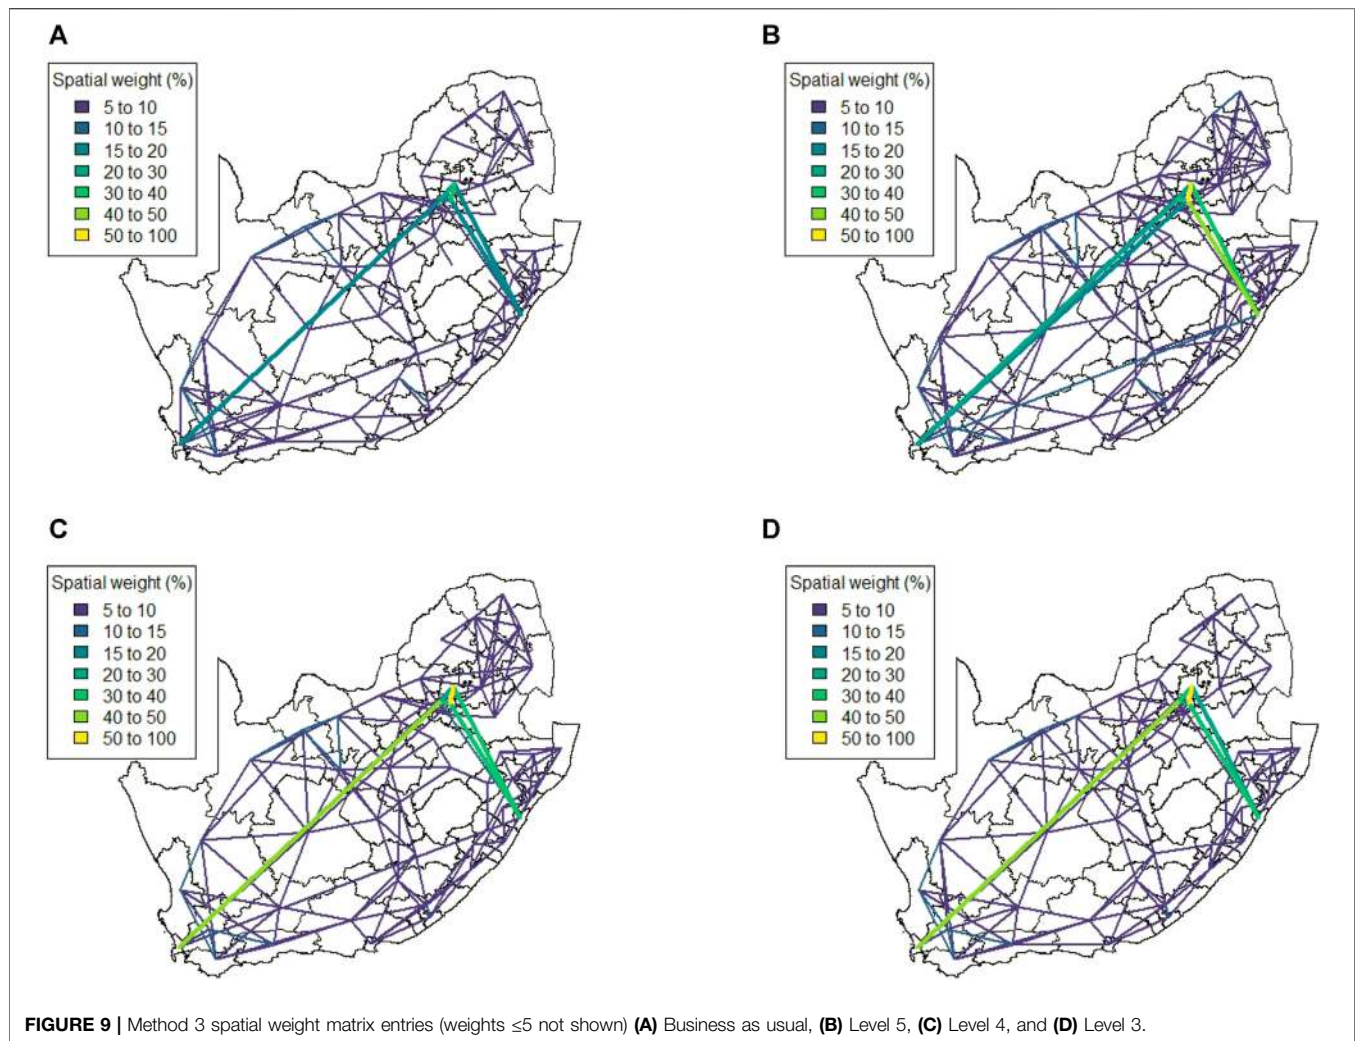 A
Spatial weight (%)
5 to 10
10 to 15
15 to 20
20 to 30
30 to 40
40 to 50
50 to 100
B
Spatial weight (%)
5 to 10
10 to 15
15 to 20
20 to 30
30 to 40
40 to 50
50 to 100
C
Spatial weight (%)
5 to 10
10 to 15
15 to 20
20 to 30
30 to 40
40 to 50
50 to 100
D
Spatial weight (%)
5 to 10
10 to 15
15 to 20
20 to 30
30 to 40
40 to 50
50 to 100
FIGURE 9 | Method 3 spatial weight matrix entries (weights ≤5 not shown) (A) Business as usual, (B) Level 5, (C) Level 4, and (D) Level 3.